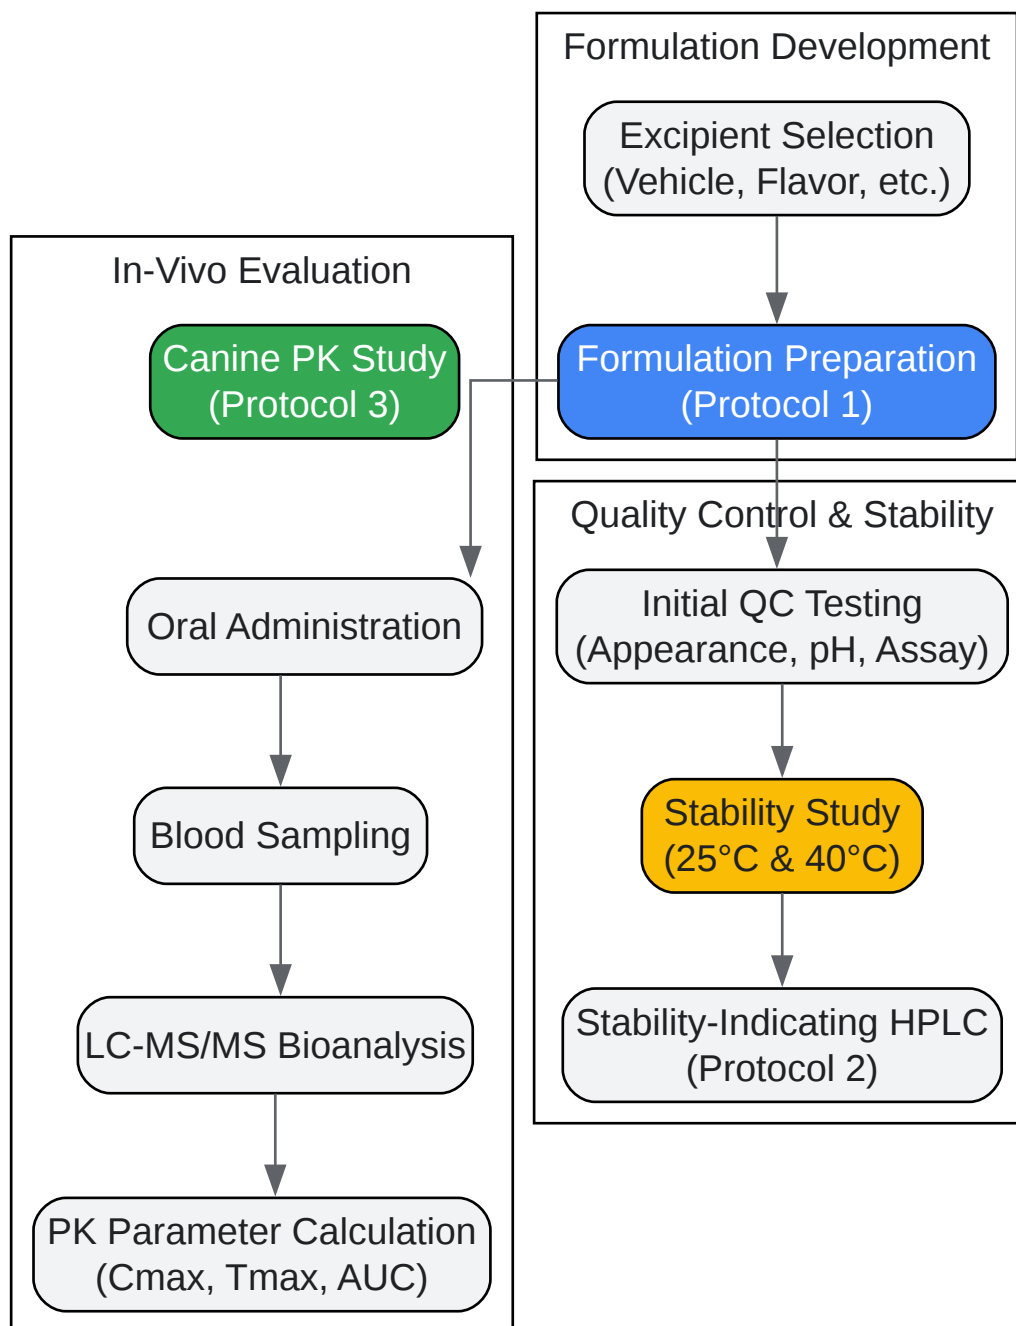 Formulation Development
Excipient Selection
(Vehicle, Flavor, etc.)
Formulation Preparation
(Protocol 1)
In-Vivo Evaluation
Canine PK Study
(Protocol 3)
Oral Administration
Blood Sampling
LC-MS/MS Bioanalysis
PK Parameter Calculation
(Cmax, Tmax, AUC)
Quality Control & Stability
Initial QC Testing
(Appearance, pH, Assay)
Stability Study
(25°C & 40°C)
Stability-Indicating HPLC
(Protocol 2)